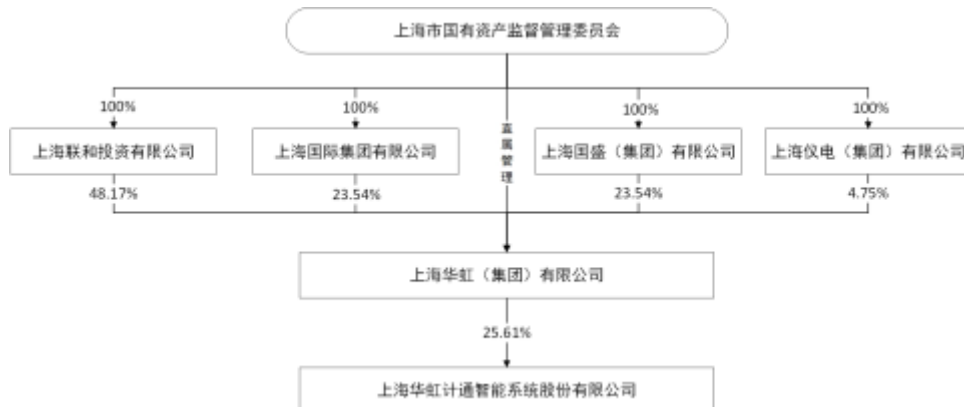 上海市国有资产监督管理委员会
100%
100%
100%
100%
上海联和投资有限公司
上海国际集团有限公司
直属管理
上海国盛（集团）有限公司
上海仪电（集团）有限公司
48.17%
23.54%
23.54%
4.75%
上海华虹（集团）有限公司
25.61%
上海华虹计通智能系统股份有限公司